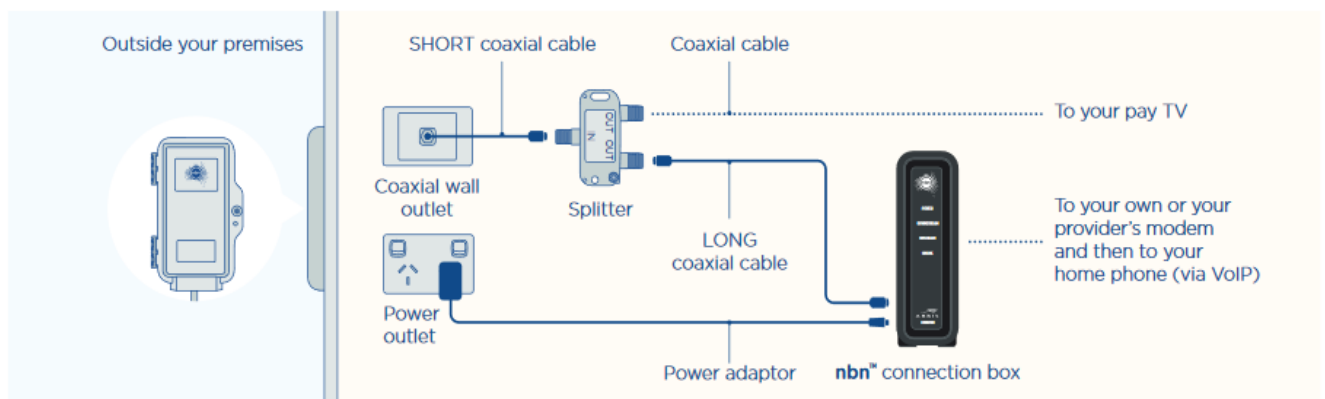 Outside your premises
SHORT coaxial cable
Coaxial cable
To your pay TV
IN
OUT OUT
Coaxial wall
outlet
Splitter
LONG
coaxial cable
To your own or your
provider's modem
and then to your
home phone (via VoIP)
Power
outlet
Power adaptor
nbn™ connection box